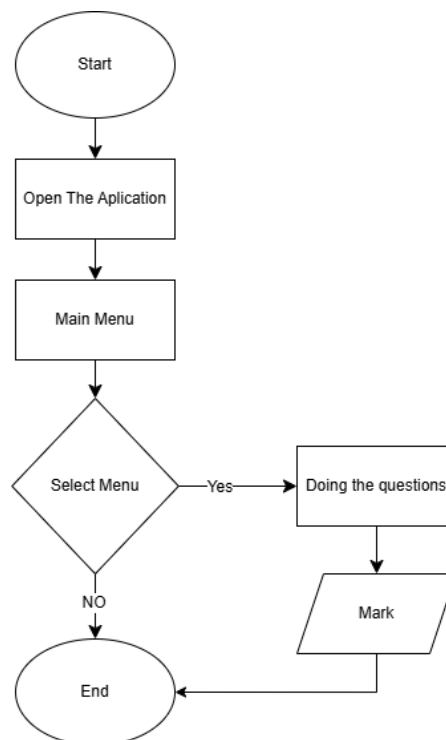 Start
Open The Aplication
Main Menu
Select Menu
Yes
Doing the questions
NO
Mark
End